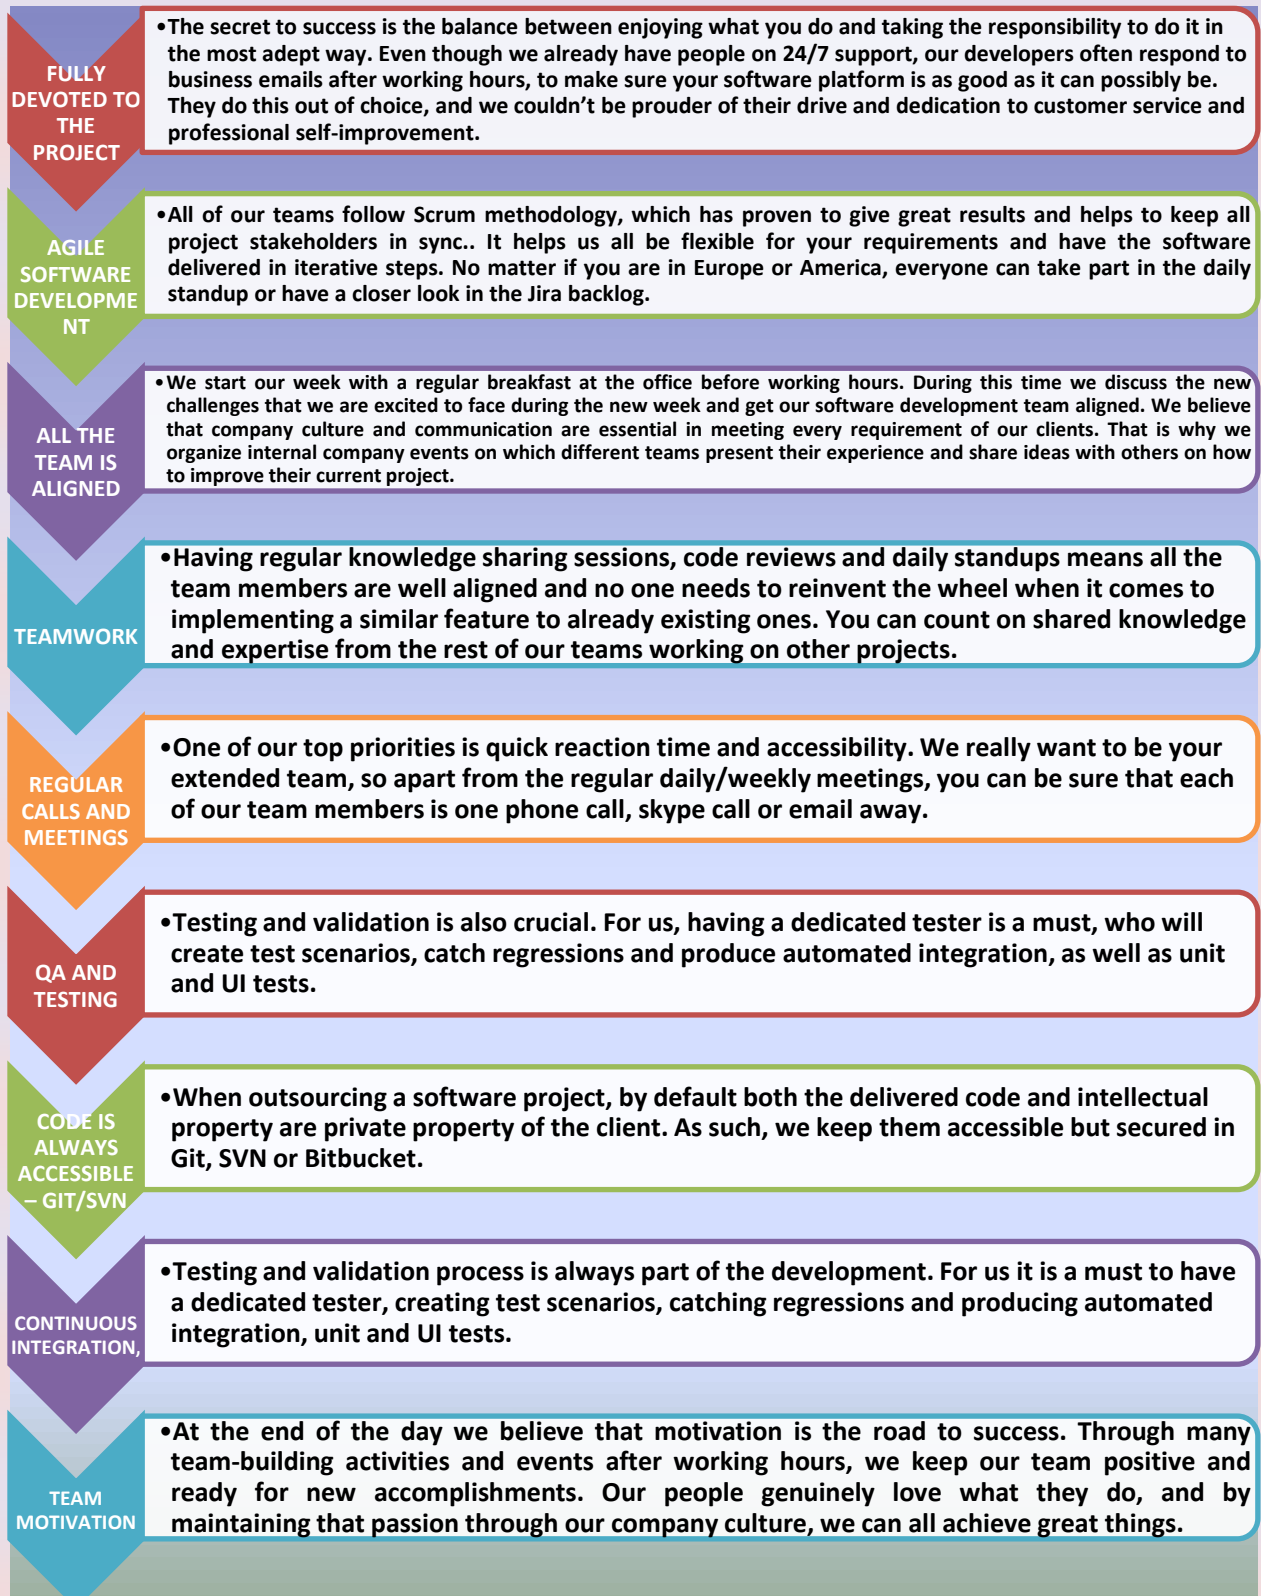 FULLY
DEVOTED TO
THE
PROJECT
•The secret to success is the balance between enjoying what you do and taking the responsibility to do it in
the most adept way. Even though we already have people on 24/7 support, our developers often respond to
business emails after working hours, to make sure your software platform is as good as it can possibly be.
They do this out of choice, and we couldn’t be prouder of their drive and dedication to customer service and
professional self-improvement.
AGILE
SOFTWARE
DEVELOPME
NT
•All of our teams follow Scrum methodology, which has proven to give great results and helps to keep all
project stakeholders in sync.. It helps us all be flexible for your requirements and have the software
delivered in iterative steps. No matter if you are in Europe or America, everyone can take part in the daily
standup or have a closer look in the Jira backlog.
ALL THE
TEAM IS
ALIGNED
•We start our week with a regular breakfast at the office before working hours. During this time we discuss the new
challenges that we are excited to face during the new week and get our software development team aligned. We believe
that company culture and communication are essential in meeting every requirement of our clients. That is why we
organize internal company events on which different teams present their experience and share ideas with others on how
to improve their current project.
TEAMWORK
•Having regular knowledge sharing sessions, code reviews and daily standups means all the
team members are well aligned and no one needs to reinvent the wheel when it comes to
implementing a similar feature to already existing ones. You can count on shared knowledge
and expertise from the rest of our teams working on other projects.
REGULAR
CALLS AND
MEETINGS
•One of our top priorities is quick reaction time and accessibility. We really want to be your
extended team, so apart from the regular daily/weekly meetings, you can be sure that each
of our team members is one phone call, skype call or email away.
QA AND
TESTING
•Testing and validation is also crucial. For us, having a dedicated tester is a must, who will
create test scenarios, catch regressions and produce automated integration, as well as unit
and UI tests.
CODE IS
ALWAYS
ACCESSIBLE
– GIT/SVN
•When outsourcing a software project, by default both the delivered code and intellectual
property are private property of the client. As such, we keep them accessible but secured in
Git, SVN or Bitbucket.
CONTINUOUS
INTEGRATION,
•Testing and validation process is always part of the development. For us it is a must to have
a dedicated tester, creating test scenarios, catching regressions and producing automated
integration, unit and UI tests.
TEAM
MOTIVATION
•At the end of the day we believe that motivation is the road to success. Through many
team-building activities and events after working hours, we keep our team positive and
ready for new accomplishments. Our people genuinely love what they do, and by
maintaining that passion through our company culture, we can all achieve great things.